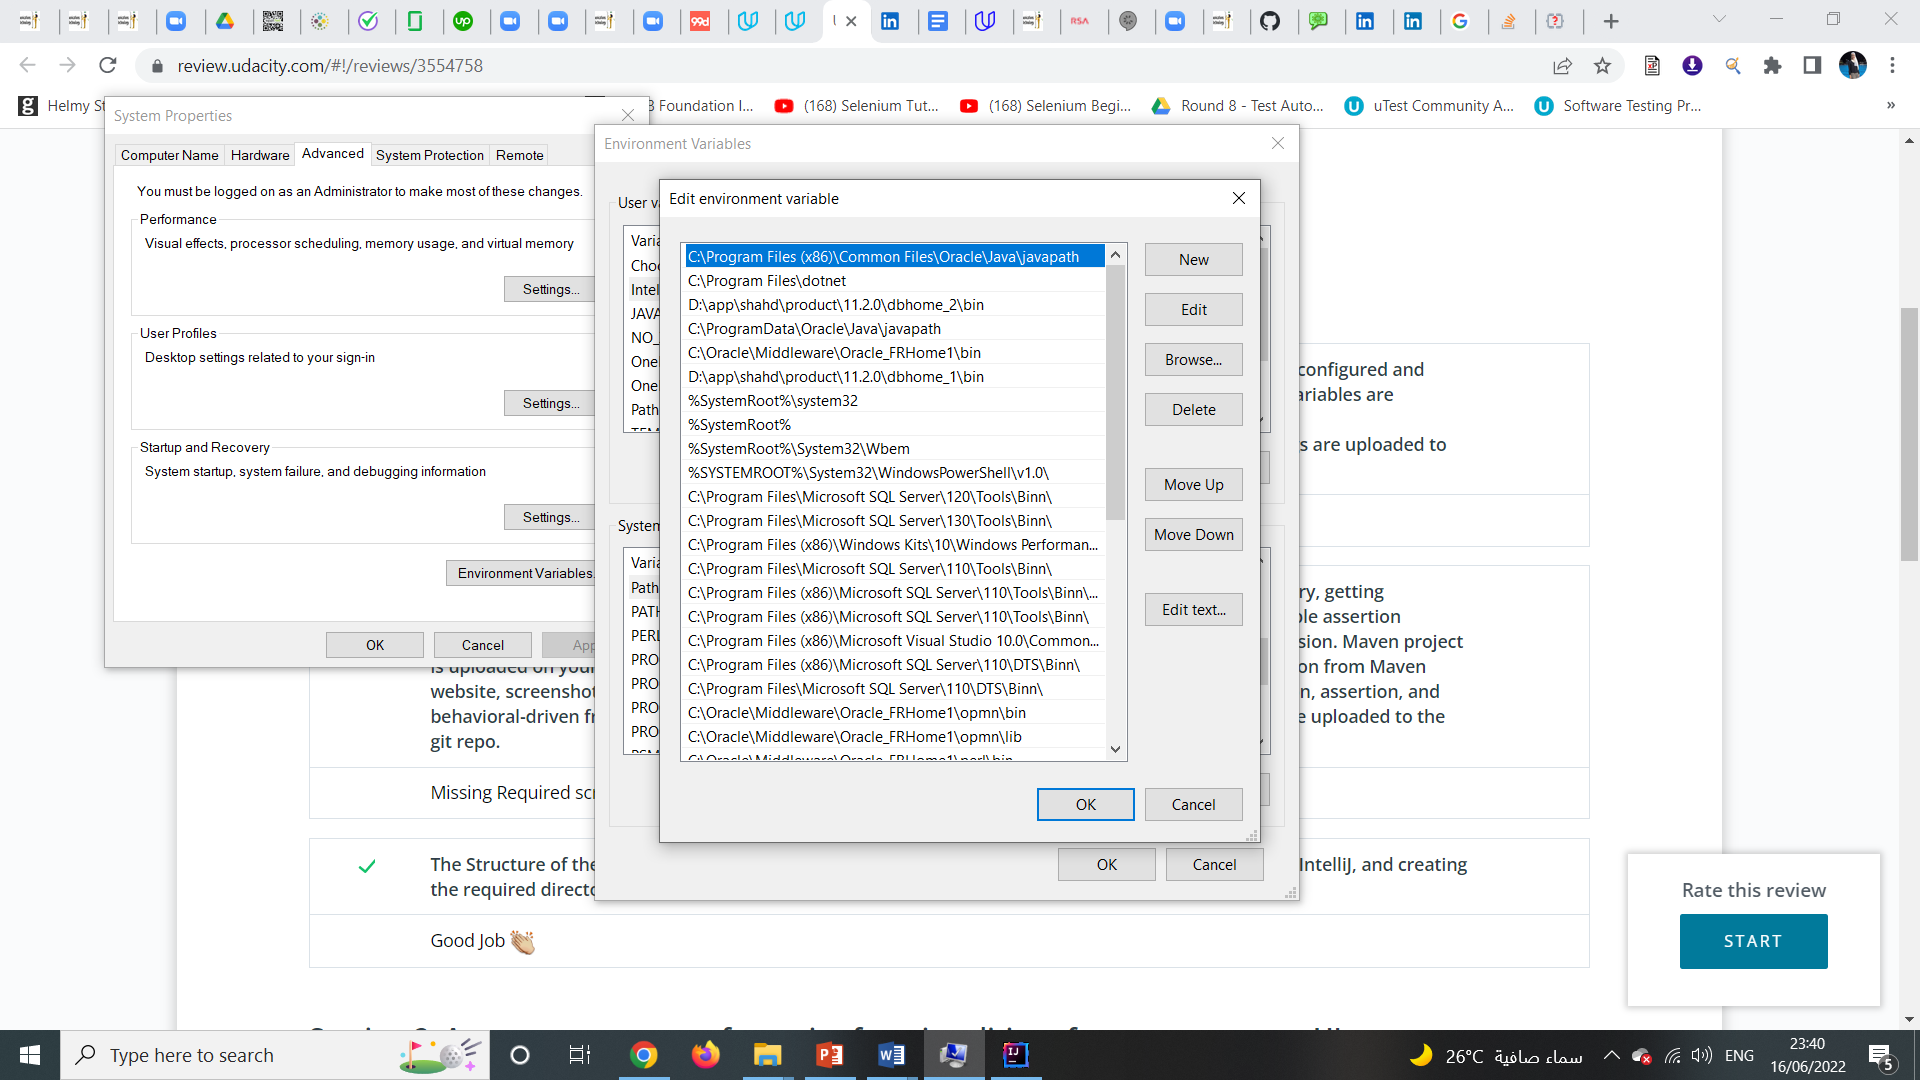 review.udacity.com/#!/reviews/3554758
Helmy St
3 Foundation I...
(168) Selenium Tut...
(168) Selenium Begi...
Round 8 - Test Auto...
uTest Community A...
Software Testing Pr...
»
System Properties
Computer Name
Hardware
Advanced
System Protection
Remote
You must be logged on as an Administrator to make most of these changes.
Performance
Visual effects, processor scheduling, memory usage, and virtual memory
Settings...
User Profiles
Desktop settings related to your sign-in
Settings...
Startup and Recovery
System startup, system failure, and debugging information
Settings...
Environment Variables.
OK
Cancel
App
Environment Variables
User va
Varia
Choc
Intel
JAVA
NO_
OneD
OneD
Path
System
Varia
Path
PATH
PERL
PRO
PRO
PRO
PRO
OK
Cancel
Edit environment variable
C:\Program Files (x86)\Common Files\Oracle\Java\javapath
C:\Program Files\dotnet
D:\app\shahd\product\11.2.0\dbhome_2\bin
C:\ProgramData\Oracle\Java\javapath
C:\Oracle\Middleware\Oracle_FRHome1\bin
D:\app\shahd\product\11.2.0\dbhome_1\bin
%SystemRoot%\system32
%SystemRoot%
%SystemRoot%\System32\Wbem
%SYSTEMROOT%\System32\WindowsPowerShell\v1.0\
C:\Program Files\Microsoft SQL Server\120\Tools\Binn\
C:\Program Files\Microsoft SQL Server\130\Tools\Binn\
C:\Program Files (x86)\Windows Kits\10\Windows Performan...
C:\Program Files\Microsoft SQL Server\110\Tools\Binn\
C:\Program Files (x86)\Microsoft SQL Server\110\Tools\Binn\...
C:\Program Files (x86)\Microsoft SQL Server\110\Tools\Binn\
C:\Program Files (x86)\Microsoft Visual Studio 10.0\Common...
C:\Program Files (x86)\Microsoft SQL Server\110\DTS\Binn\
C:\Program Files\Microsoft SQL Server\110\DTS\Binn\
C:\Oracle\Middleware\Oracle_FRHome1\opmn\bin
C:\Oracle\Middleware\Oracle_FRHome1\opmn\lib
C:\Oracle\Middleware\Oracle_FRHome1\perl\bin
New
Edit
Browse...
Delete
Move Up
Move Down
Edit text...
OK
Cancel
configured and
ariables are
s are uploaded to
ry, getting
ple assertion
sion. Maven project
on from Maven
n, assertion, and
e uploaded to the
is uploaded on your
website, screenshot
behavioral-driven fr
git repo.
Missing Required scr
The Structure of the
IntelliJ, and creating
the required directo
Good Job
Rate this review
START
Type here to search
26°C سماء صافية
ENG
23:40
16/06/2022
5